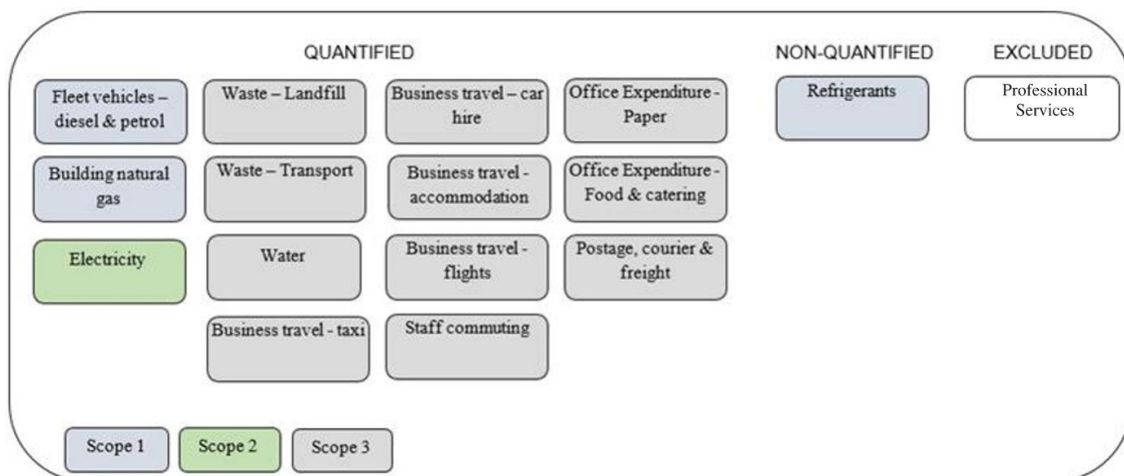 QUANTIFIED
NON-QUANTIFIED
EXCLUDED
Fleet vehicles –
diesel & petrol
Waste – Landfill
Business travel – car
hire
Office Expenditure -
Paper
Refrigerants
Professional
Services
Building natural
gas
Waste – Transport
Business travel -
accommodation
Office Expenditure -
Food & catering
Electricity
Water
Business travel -
flights
Postage, courier &
freight
Business travel - taxi
Staff commuting
Scope 1
Scope 2
Scope 3